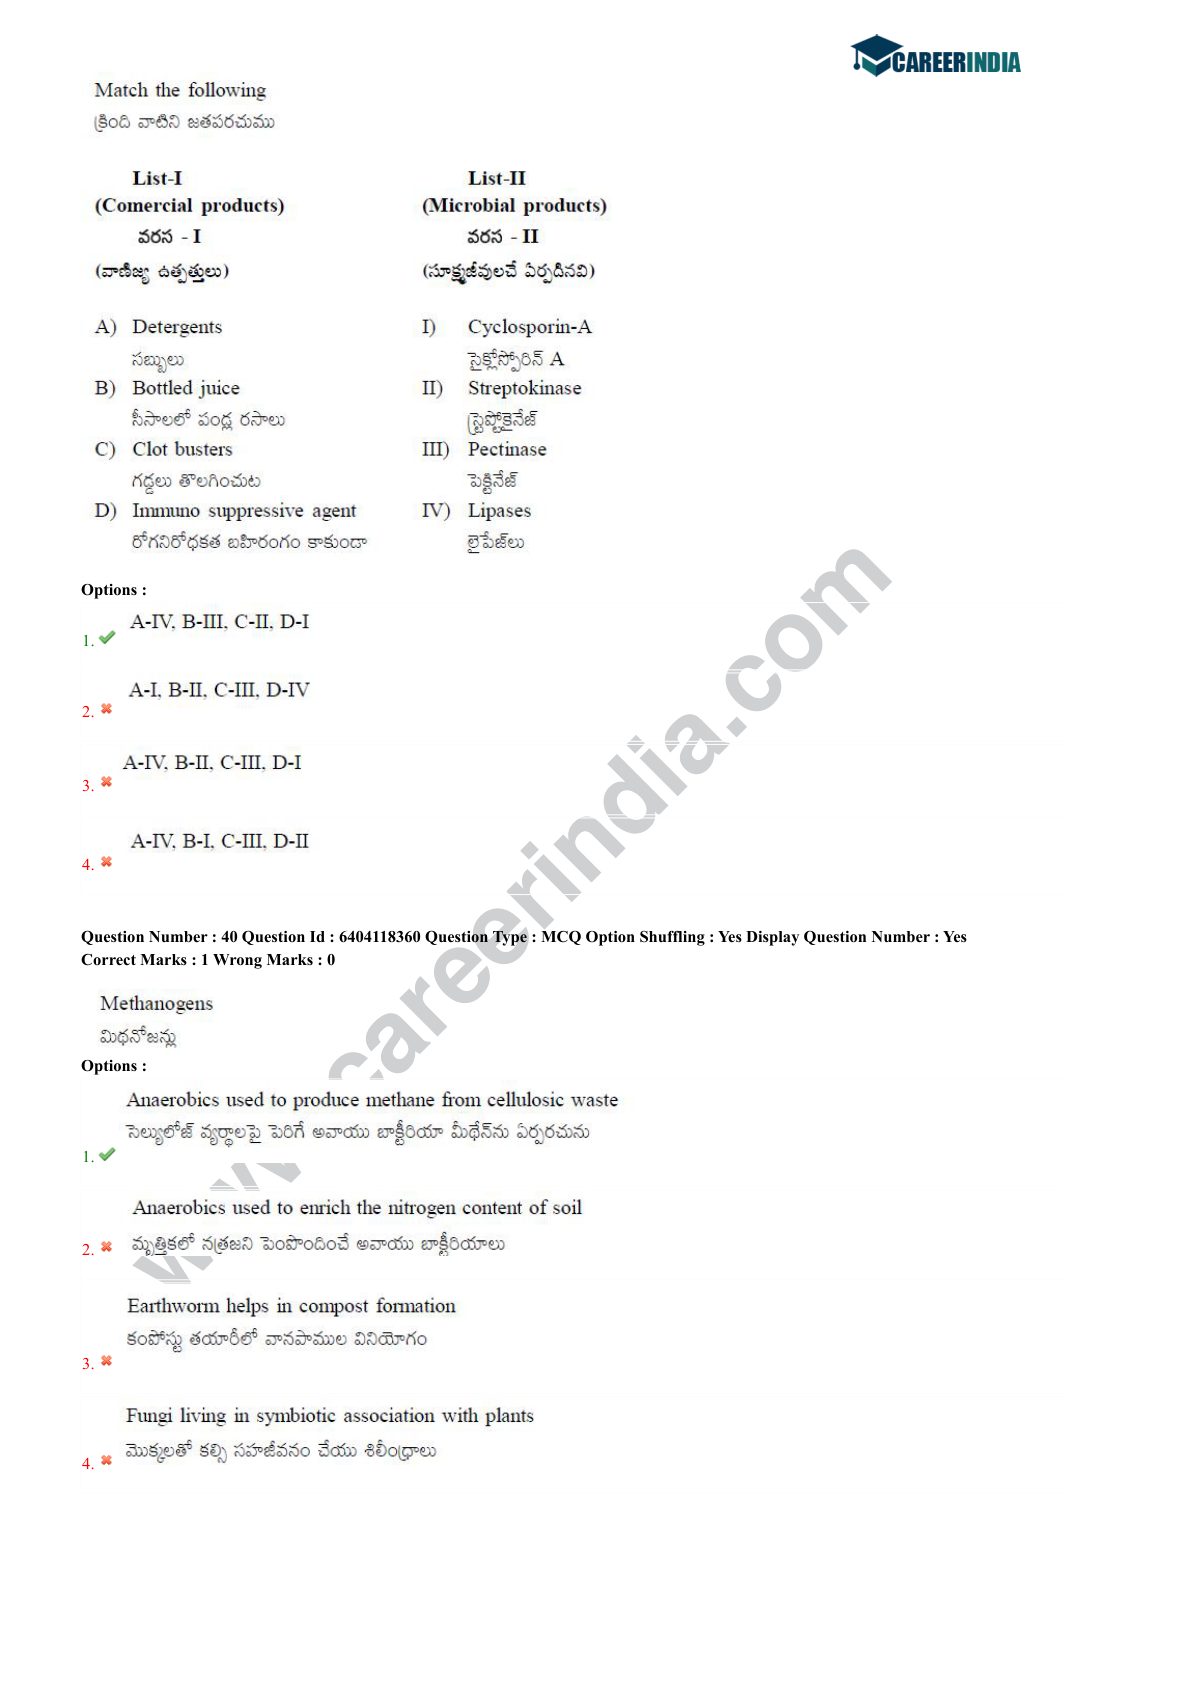 CAREERINDIA
Match the following
క్రింది వాటిని జతపరచుము
List-I List-II
(Comercial products) (Microbial products)
వరస - I వరస - II
(వాణిజ్య ఉత్పత్తులు) (సూక్ష్మజీవులచే ఏర్పడినవి)
A) Detergents I) Cyclosporin-A
సబ్బులు సైక్లోస్పోరిన్ A
B) Bottled juice II) Streptokinase
సీసాలలో పండ్ల రసాలు స్ట్రెప్టోకైనేజ్
C) Clot busters III) Pectinase
గడ్డలు తొలగించుట పెక్టినేజ్
D) Immuno suppressive agent IV) Lipases
రోగనిరోధకత బహిరంగం కాకుండా లైపేజ్‌లు
Options :
A-IV, B-III, C-II, D-I
1.
A-I, B-II, C-III, D-IV
2.
A-IV, B-II, C-III, D-I
3.
A-IV, B-I, C-III, D-II
4.
Question Number : 40 Question Id : 6404118360 Question Type : MCQ Option Shuffling : Yes Display Question Number : Yes
Correct Marks : 1 Wrong Marks : 0
Methanogens
మిథనోజన్లు
Options :
Anaerobics used to produce methane from cellulosic waste
సెల్యులోజ్ వ్యర్థాలపై పెరిగే అవాయు బాక్టీరియా మీథేన్‌ను ఏర్పరచును
1.
Anaerobics used to enrich the nitrogen content of soil
మృత్తికలో నత్రజని పెంపొందించే అవాయు బాక్టీరియాలు
2.
Earthworm helps in compost formation
కంపోస్టు తయారీలో వానపాముల వినియోగం
3.
Fungi living in symbiotic association with plants
మొక్కలతో కల్సి సహజీవనం చేయు శిలీంధ్రాలు
4.
www.careerindia.com